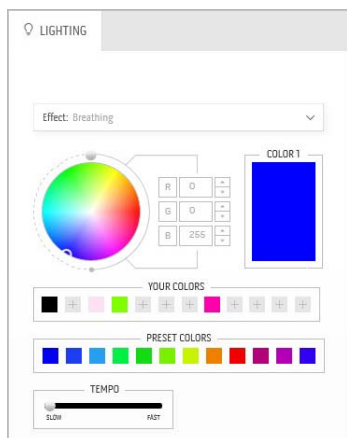 LIGHTING
Effect: Breathing
COLOR 1
R 0
G 0
B 255
YOUR COLORS
PRESET COLORS
TEMPO
SLOW FAST